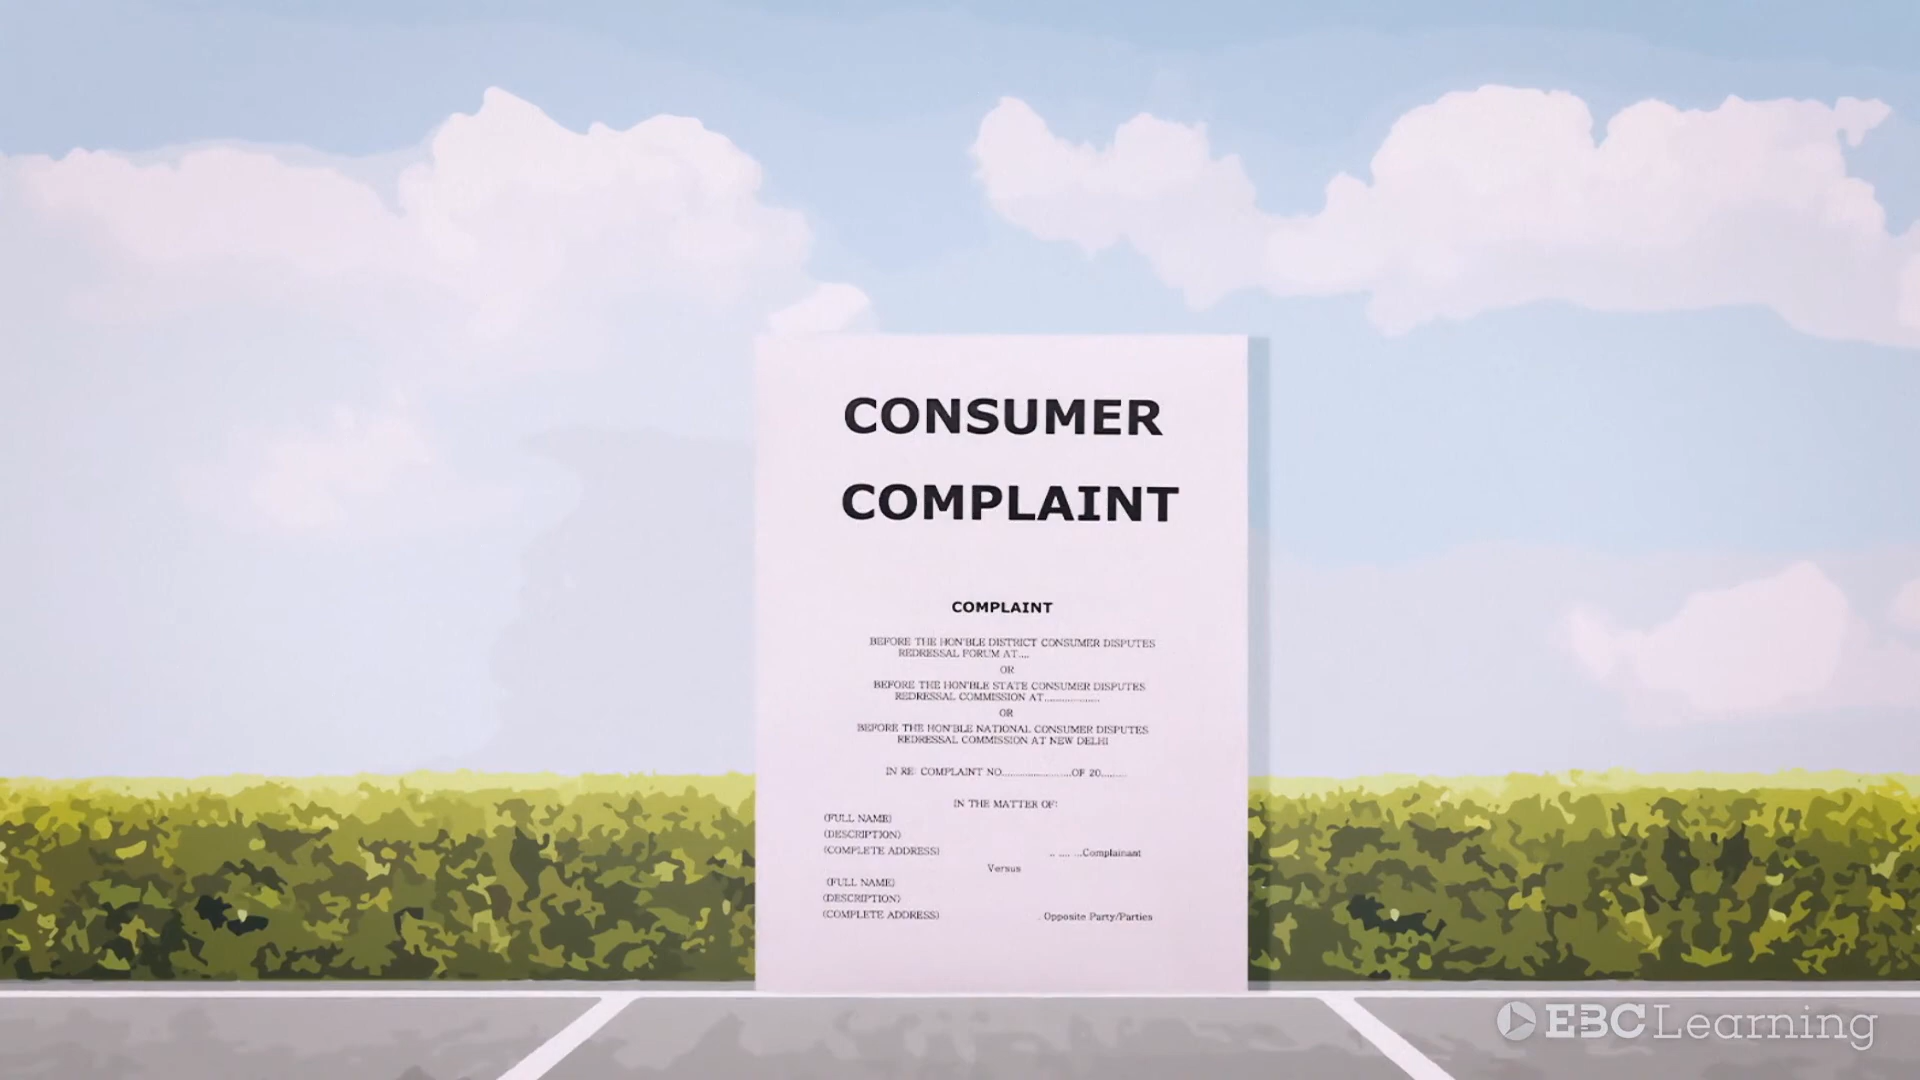 CONSUMER
COMPLAINT
COMPLAINT
BEFORE THE HON'BLE DISTRICT CONSUMER DISPUTES
REDRESSAL FORUM AT....
OR
BEFORE THE HON'BLE STATE CONSUMER DISPUTES
REDRESSAL COMMISSION AT...................
OR
BEFORE THE HON'BLE NATIONAL CONSUMER DISPUTES
REDRESSAL COMMISSION AT NEW DELHI
IN RE: COMPLAINT NO........................OF 20.........
IN THE MATTER OF:
(FULL NAME)
(DESCRIPTION)
(COMPLETE ADDRESS) .. .... ...Complainant
Versus
(FULL NAME)
(DESCRIPTION)
(COMPLETE ADDRESS) . Opposite Party/Parties
EBC Learning